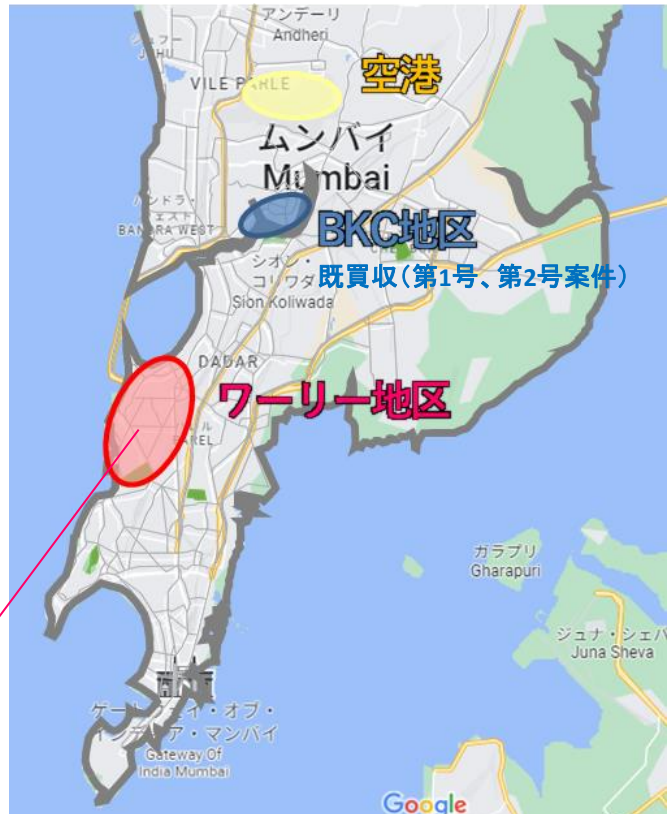 アンデーリ
Andheri
VILE PARLE
空港
ムンバイ
Mumbai
BKC地区
既買収(第1号、第2号案件)
シオン・
コリワダ
Sion Koliwada
DADAR
ワーリー地区
ガラプリ
Gharapuri
ジュナ・シェバ
Juna Sheva
ゲートウェイ・オブ・
インディア・マンバイ
Gateway Of
India Mumbai
Google